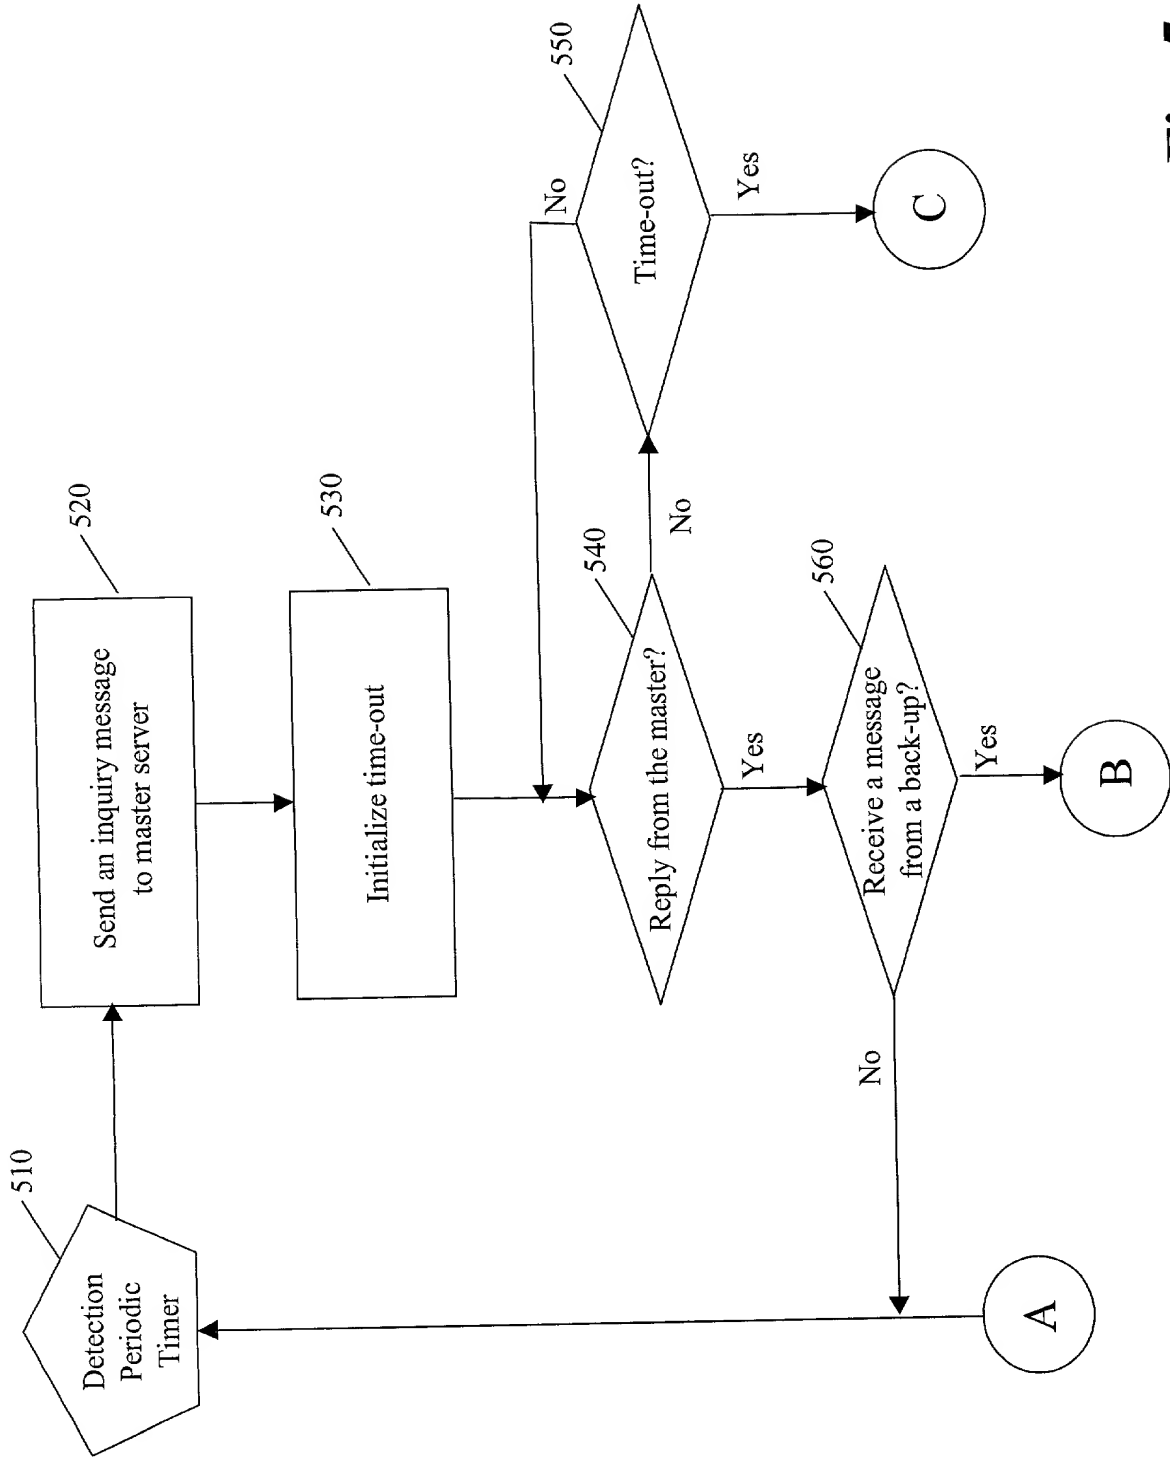 510
Detection
Periodic
Timer
520
Send an inquiry message
to master server
530
Initialize time-out
540
Reply from the master?
No
550
Time-out?
No
Yes
C
Yes
560
Receive a message
from a back-up?
No
Yes
B
A